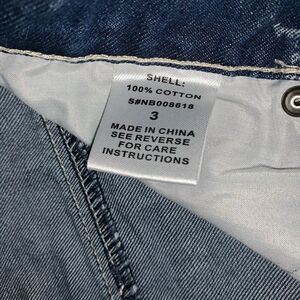 SHELL:
100% COTTON
S#NB008618
3
MADE IN CHINA
SEE REVERSE
FOR CARE
INSTRUCTIONS